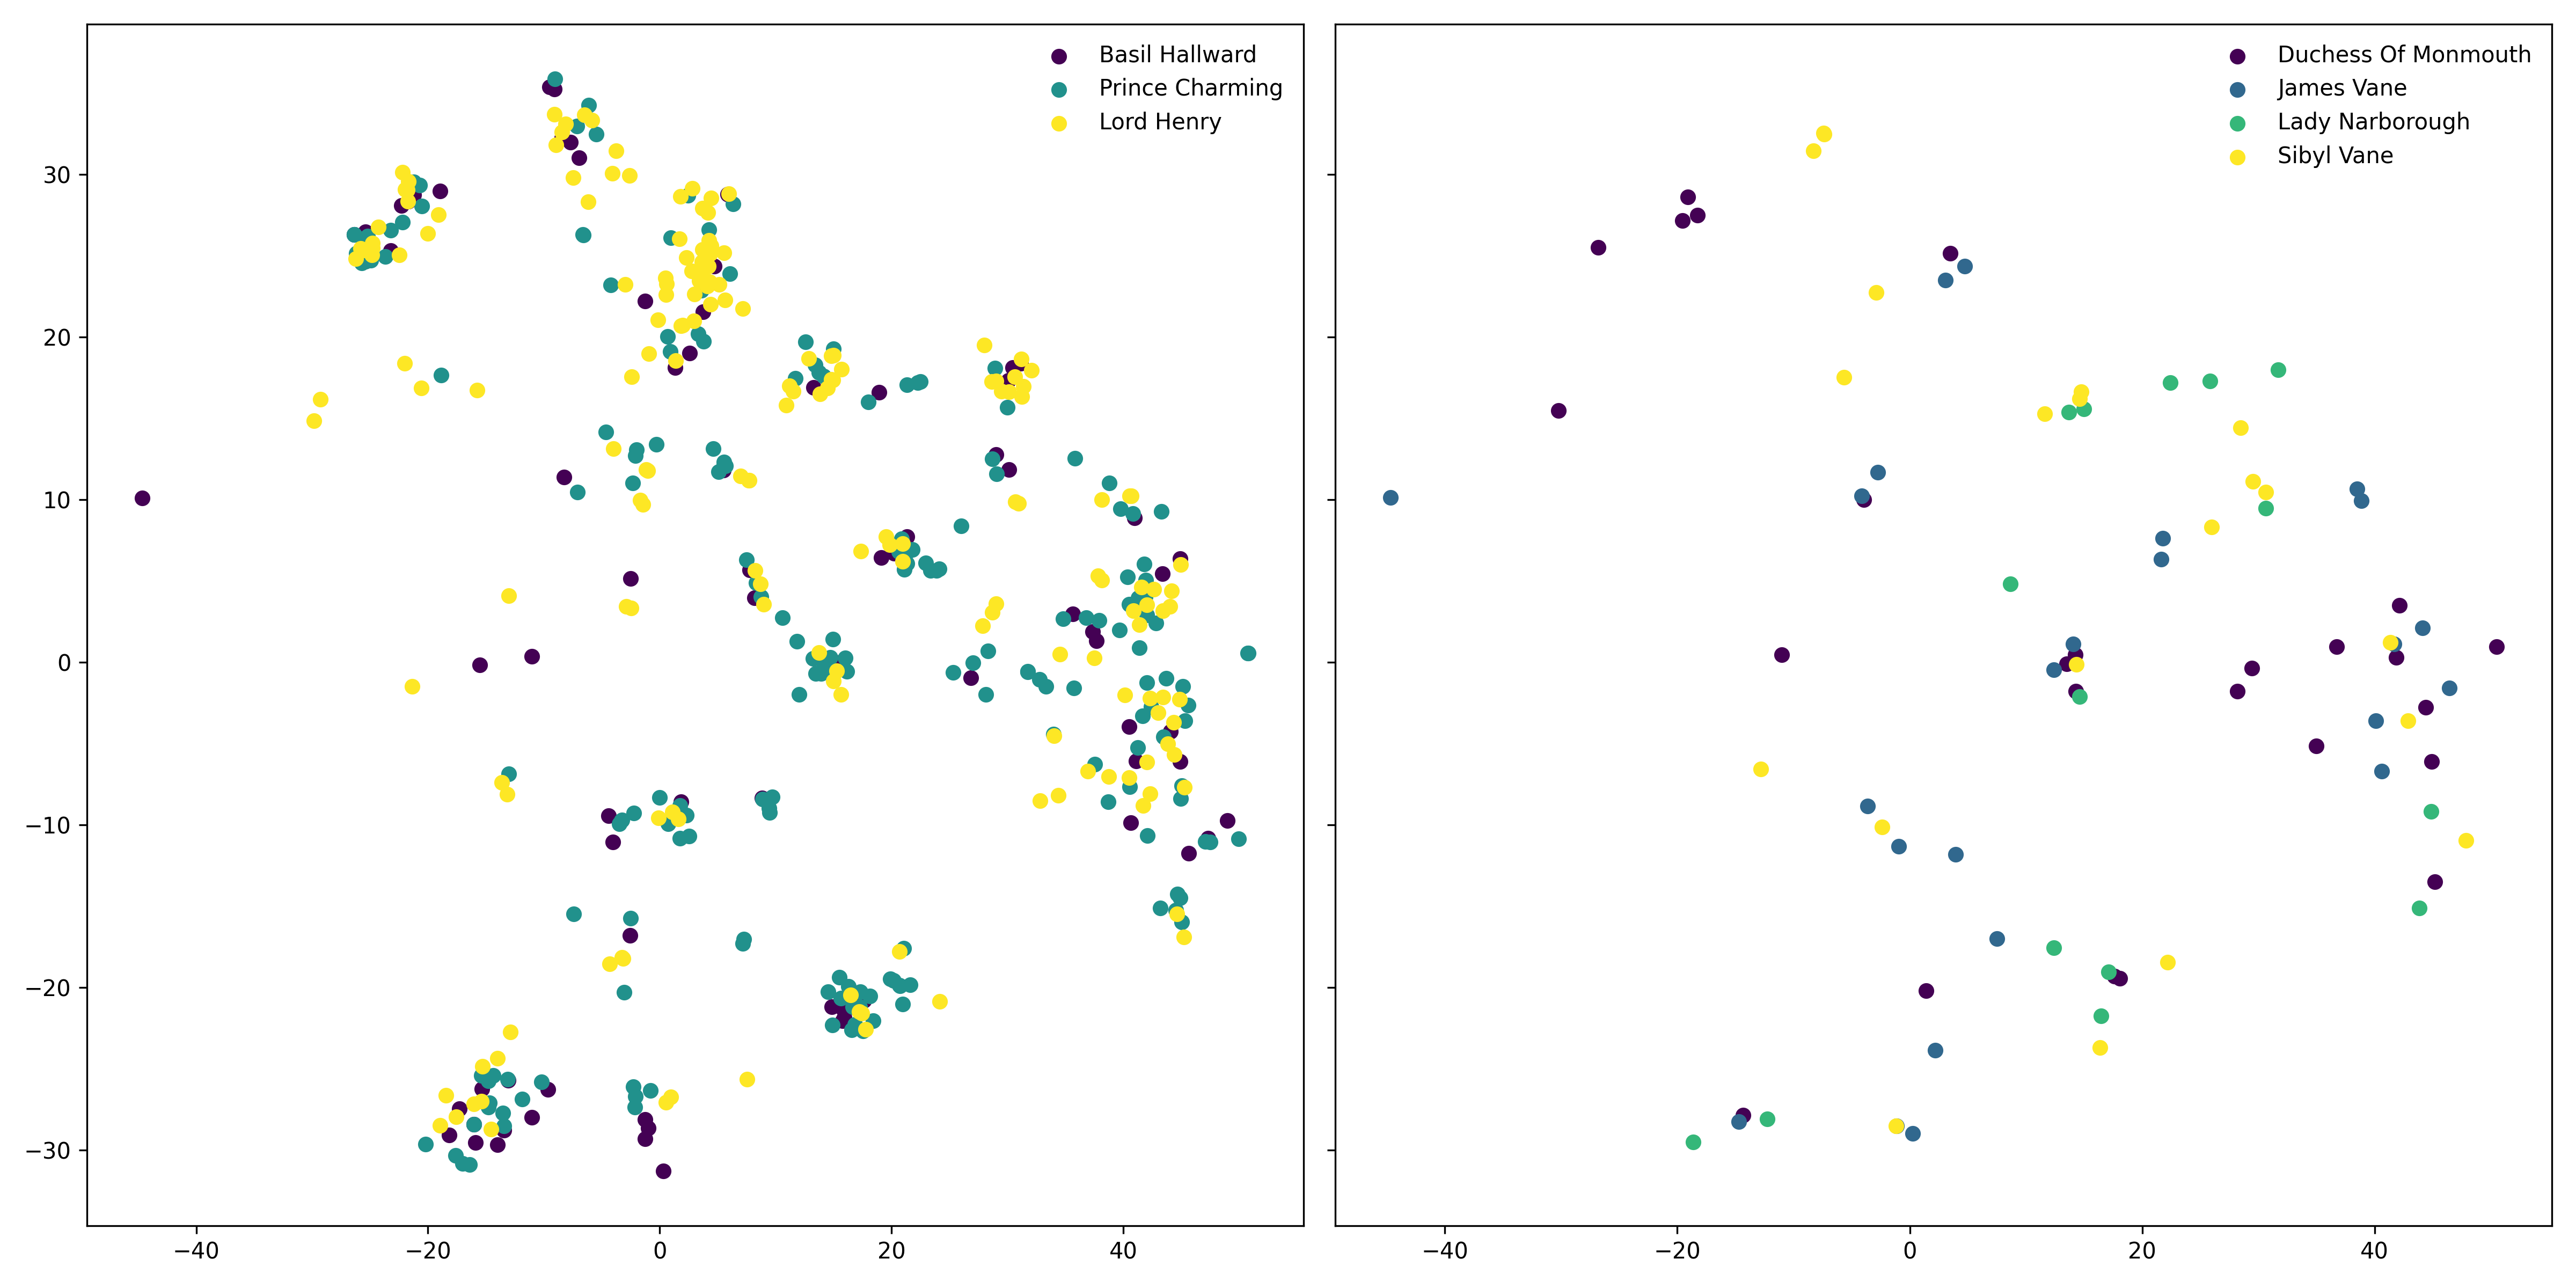 Basil Hallward
Prince Charming
Lord Henry
Duchess Of Monmouth
James Vane
Lady Narborough
Sibyl Vane
30
20
10
0
−10
−20
−30
−40
−20
0
20
40
−40
−20
0
20
40